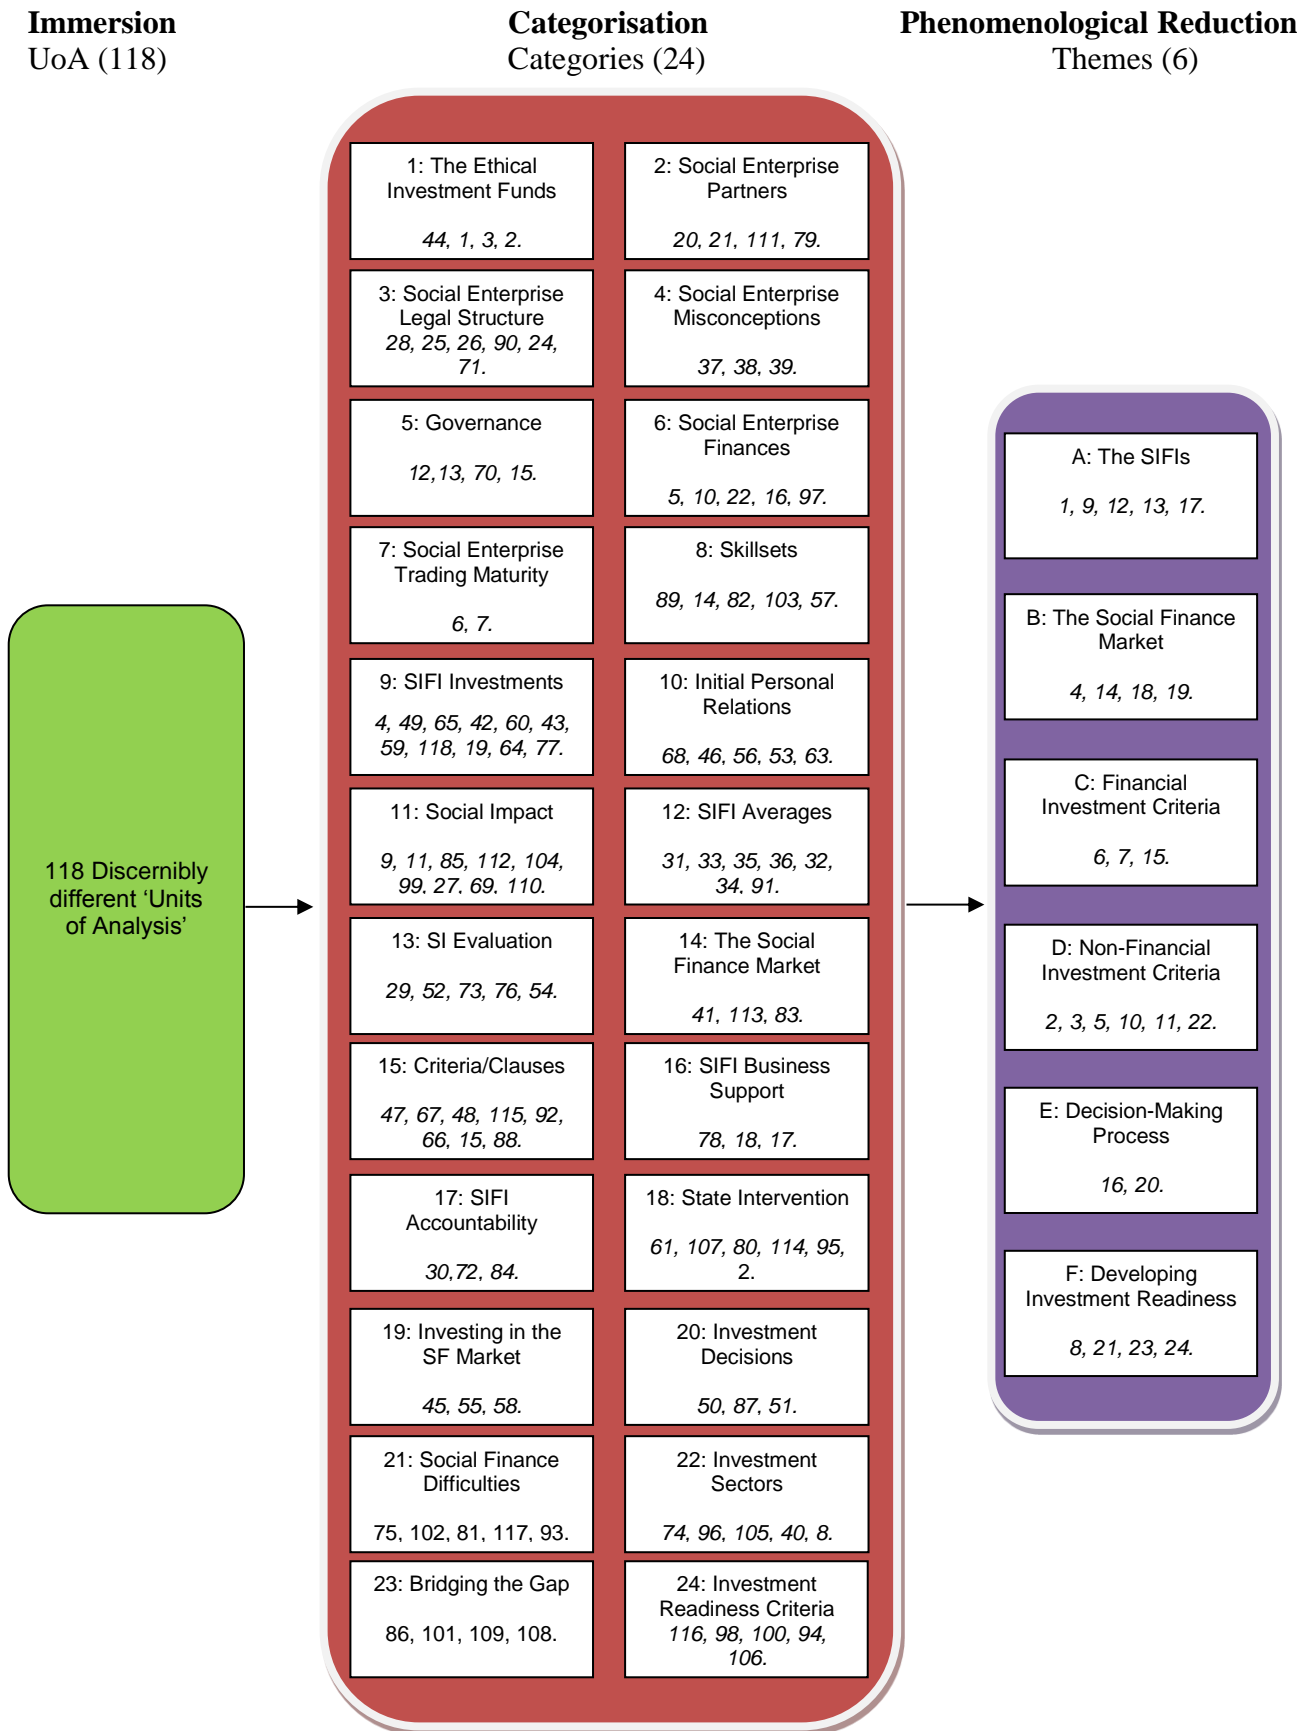 Immersion
UoA (118)
Categorisation
Categories (24)
Phenomenological Reduction
Themes (6)
118 Discernibly
different ‘Units
of Analysis’
1: The Ethical
Investment Funds
44, 1, 3, 2.
2: Social Enterprise
Partners
20, 21, 111, 79.
3: Social Enterprise
Legal Structure
28, 25, 26, 90, 24,
71.
4: Social Enterprise
Misconceptions
37, 38, 39.
5: Governance
12,13, 70, 15.
6: Social Enterprise
Finances
5, 10, 22, 16, 97.
7: Social Enterprise
Trading Maturity
6, 7.
8: Skillsets
89, 14, 82, 103, 57.
9: SIFI Investments
4, 49, 65, 42, 60, 43,
59, 118, 19, 64, 77.
10: Initial Personal
Relations
68, 46, 56, 53, 63.
11: Social Impact
9, 11, 85, 112, 104,
99, 27, 69, 110.
12: SIFI Averages
31, 33, 35, 36, 32,
34, 91.
13: SI Evaluation
29, 52, 73, 76, 54.
14: The Social
Finance Market
41, 113, 83.
15: Criteria/Clauses
47, 67, 48, 115, 92,
66, 15, 88.
16: SIFI Business
Support
78, 18, 17.
17: SIFI
Accountability
30,72, 84.
18: State Intervention
61, 107, 80, 114, 95,
2.
19: Investing in the
SF Market
45, 55, 58.
20: Investment
Decisions
50, 87, 51.
21: Social Finance
Difficulties
75, 102, 81, 117, 93.
22: Investment
Sectors
74, 96, 105, 40, 8.
23: Bridging the Gap
86, 101, 109, 108.
24: Investment
Readiness Criteria
116, 98, 100, 94,
106.
A: The SIFIs
1, 9, 12, 13, 17.
B: The Social Finance
Market
4, 14, 18, 19.
C: Financial
Investment Criteria
6, 7, 15.
D: Non-Financial
Investment Criteria
2, 3, 5, 10, 11, 22.
E: Decision-Making
Process
16, 20.
F: Developing
Investment Readiness
8, 21, 23, 24.